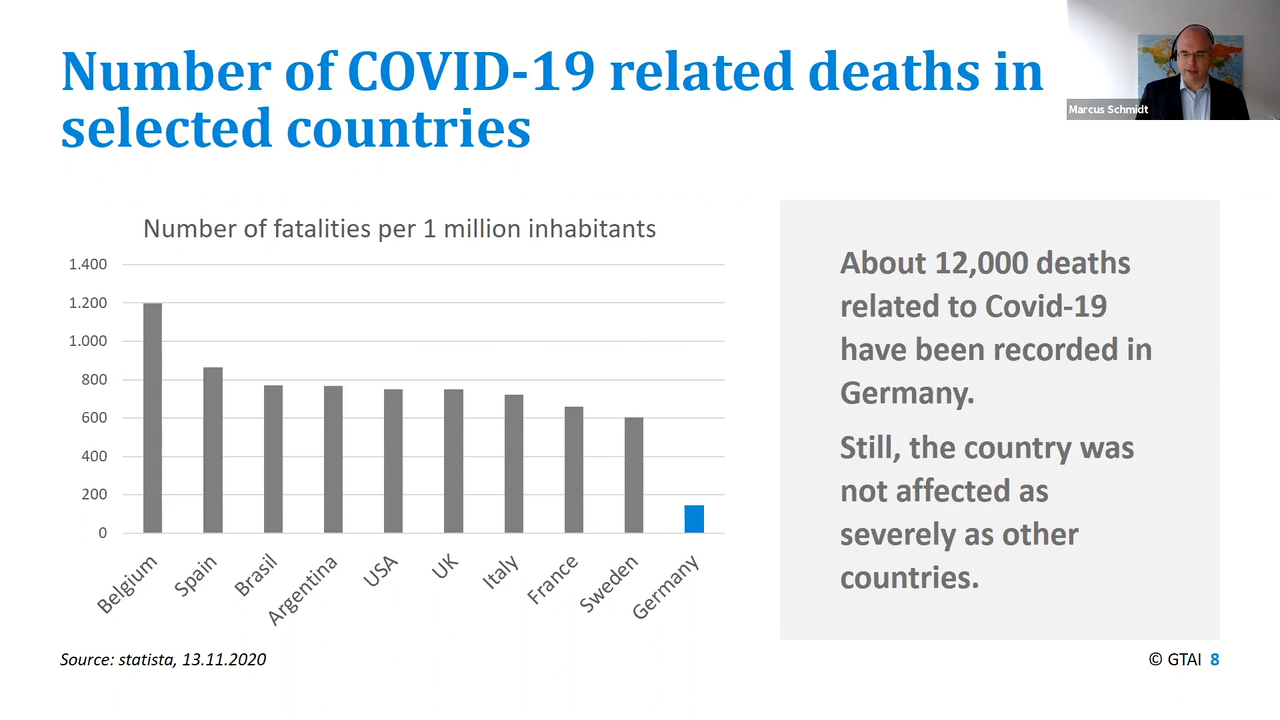 Number of COVID-19 related deaths in
selected countries
Marcus Schmidt
Number of fatalities per 1 million inhabitants
1.400
1.200
1.000
800
600
400
200
0
Belgium
Spain
Brasil
Argentina
USA
UK
Italy
France
Sweden
Germany
About 12,000 deaths
related to Covid-19
have been recorded in
Germany.
Still, the country was
not affected as
severely as other
countries.
Source: statista, 13.11.2020
© GTAI 8